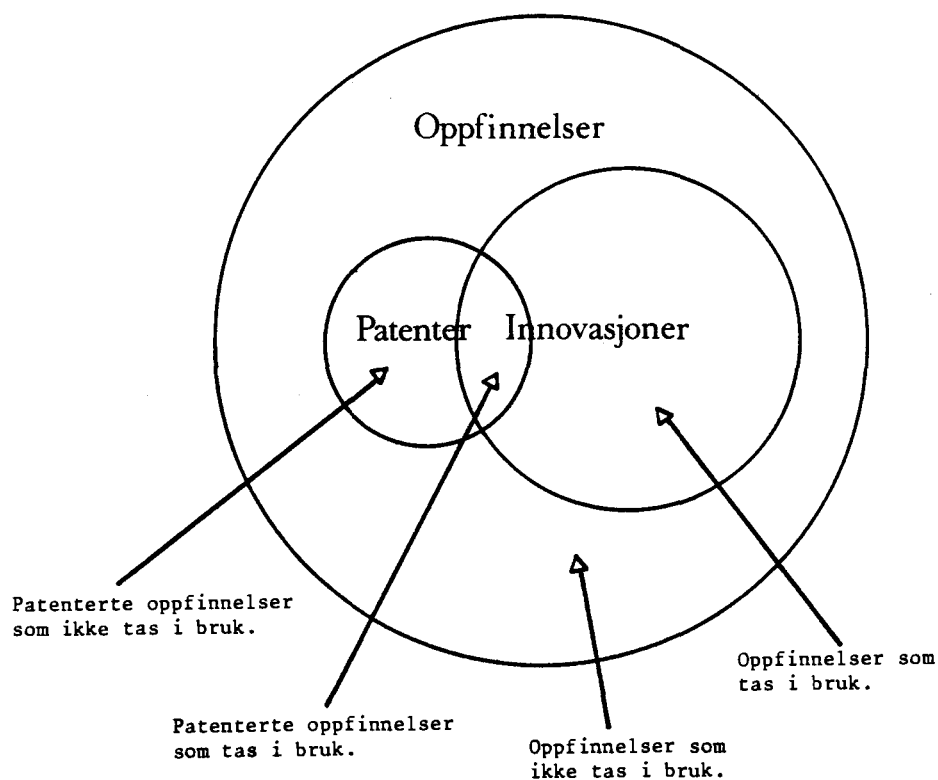 Oppfinnelser
Patenter
Innovasjoner
Patenterte oppfinnelser
som ikke tas i bruk.
Patenterte oppfinnelser
som tas i bruk.
Oppfinnelser som
ikke tas i bruk.
Oppfinnelser som
tas i bruk.